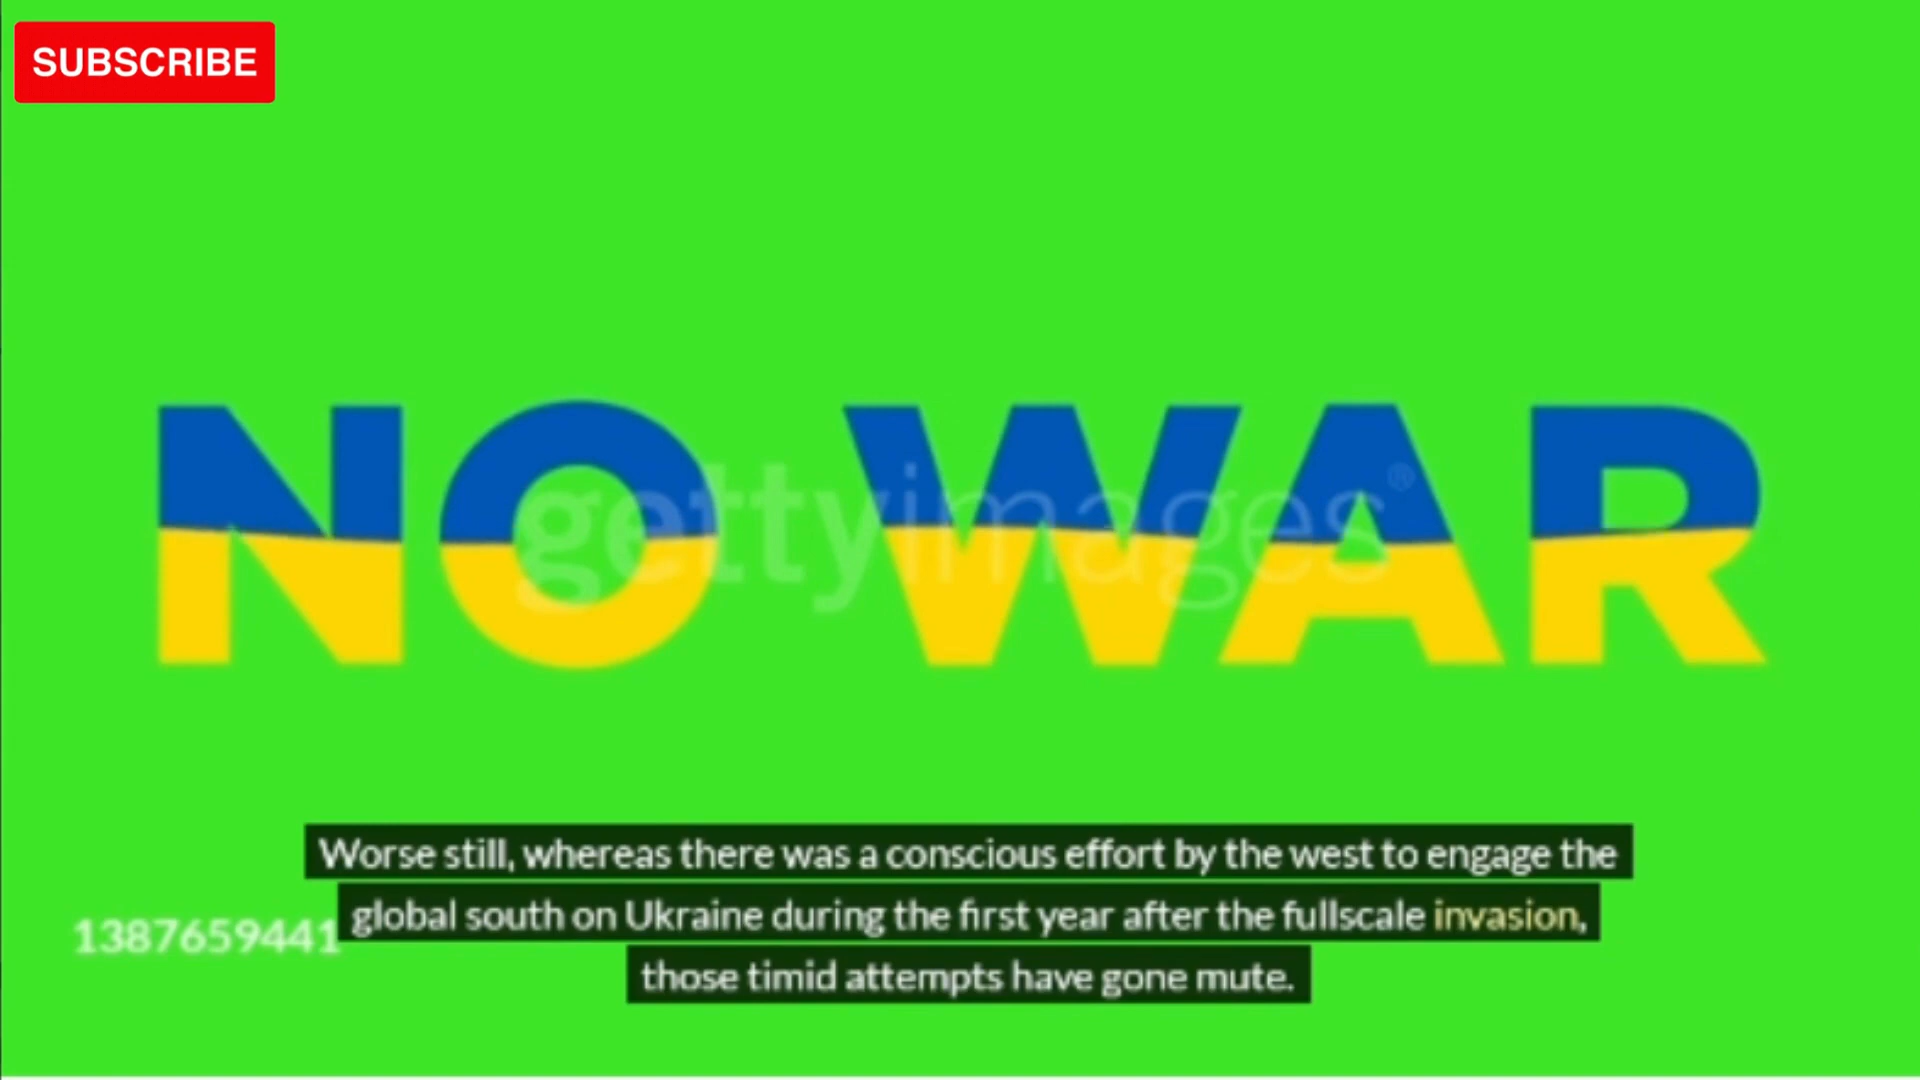 SUBSCRIBE
NO WAR
gettyimages®
Worse still, whereas there was a conscious effort by the west to engage the
global south on Ukraine during the first year after the fullscale invasion,
those timid attempts have gone mute.
1387659441